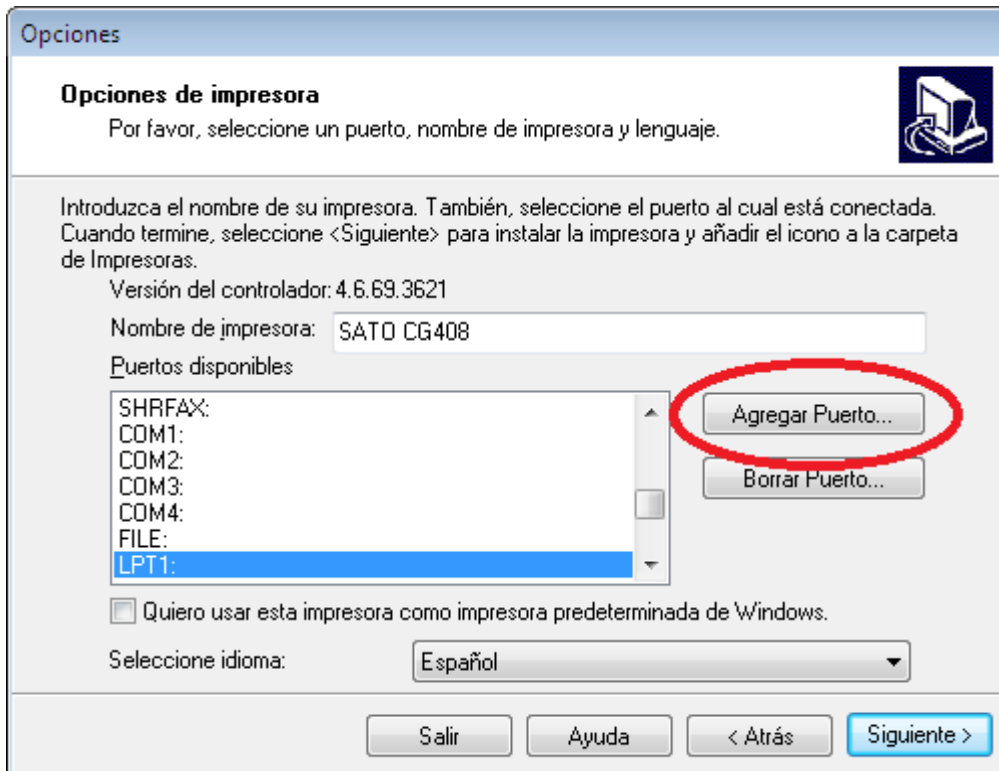 Opciones
Opciones de impresora
Por favor, seleccione un puerto, nombre de impresora y lenguaje.
Introduzca el nombre de su impresora. También, seleccione el puerto al cual está conectada.
Cuando termine, seleccione <Siguiente> para instalar la impresora y añadir el icono a la carpeta
de Impresoras.
Versión del controlador: 4.6.69.3621
Nombre de impresora: SATO CG408
Puertos disponibles
SHRFAX:
COM1:
COM2:
COM3:
COM4:
FILE:
LPT1:
Agregar Puerto...
Borrar Puerto...
Quiero usar esta impresora como impresora predeterminada de Windows.
Seleccione idioma: Español
Salir Ayuda < Atrás Siguiente >